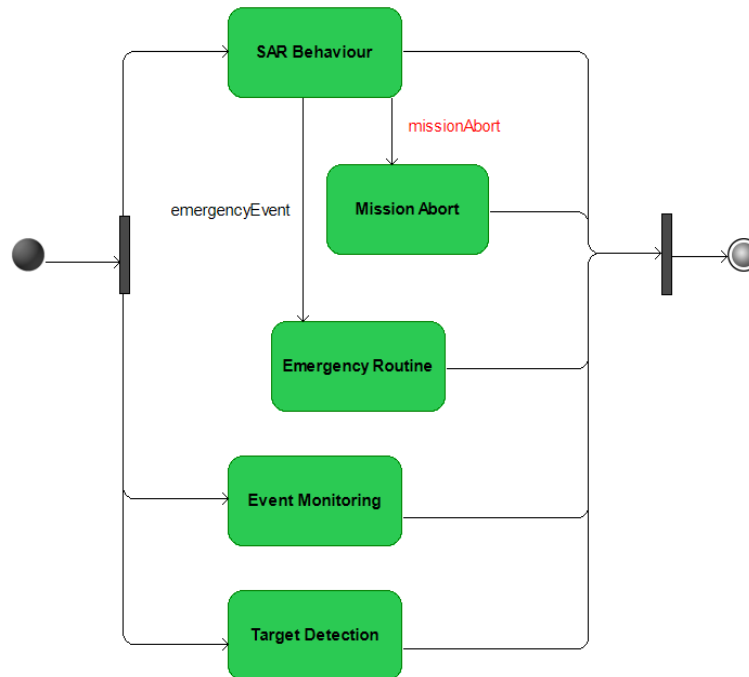 SAR Behaviour
missionAbort
Mission Abort
emergencyEvent
Emergency Routine
Event Monitoring
Target Detection